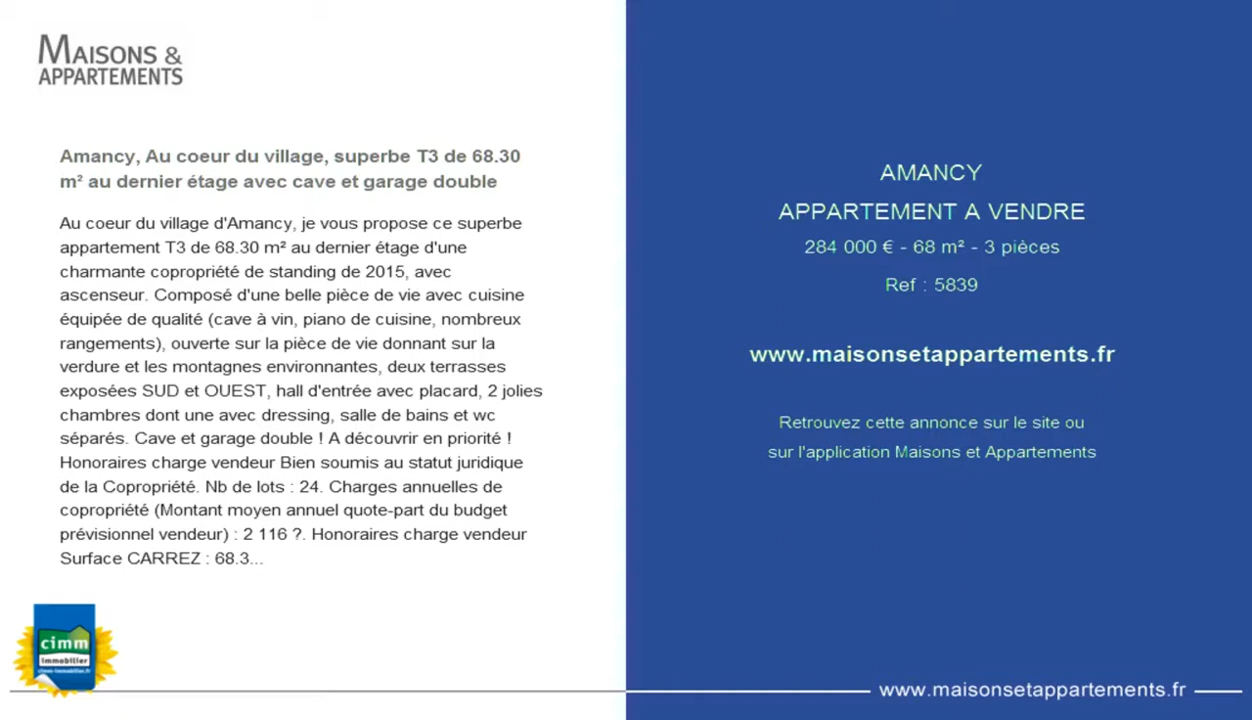 MAISONS &
APPARTEMENTS
Amancy, Au coeur du village, superbe T3 de 68.30
m² au dernier étage avec cave et garage double
Au coeur du village d'Amancy, je vous propose ce superbe
appartement T3 de 68.30 m² au dernier étage d'une
charmante copropriété de standing de 2015, avec
ascenseur. Composé d'une belle pièce de vie avec cuisine
équipée de qualité (cave à vin, piano de cuisine, nombreux
rangements), ouverte sur la pièce de vie donnant sur la
verdure et les montagnes environnantes, deux terrasses
exposées SUD et OUEST, hall d'entrée avec placard, 2 jolies
chambres dont une avec dressing, salle de bains et wc
séparés. Cave et garage double ! A découvrir en priorité !
Honoraires charge vendeur Bien soumis au statut juridique
de la Copropriété. Nb de lots : 24. Charges annuelles de
copropriété (Montant moyen annuel quote-part du budget
prévisionnel vendeur) : 2 116 ?. Honoraires charge vendeur
Surface CARREZ : 68.3...
cimm
immobilier
cimm-immobilier.fr
AMANCY
APPARTEMENT A VENDRE
284 000 € - 68 m² - 3 pièces
Ref : 5839
www.maisonsetappartements.fr
Retrouvez cette annonce sur le site ou
sur l'application Maisons et Appartements
www.maisonsetappartements.fr